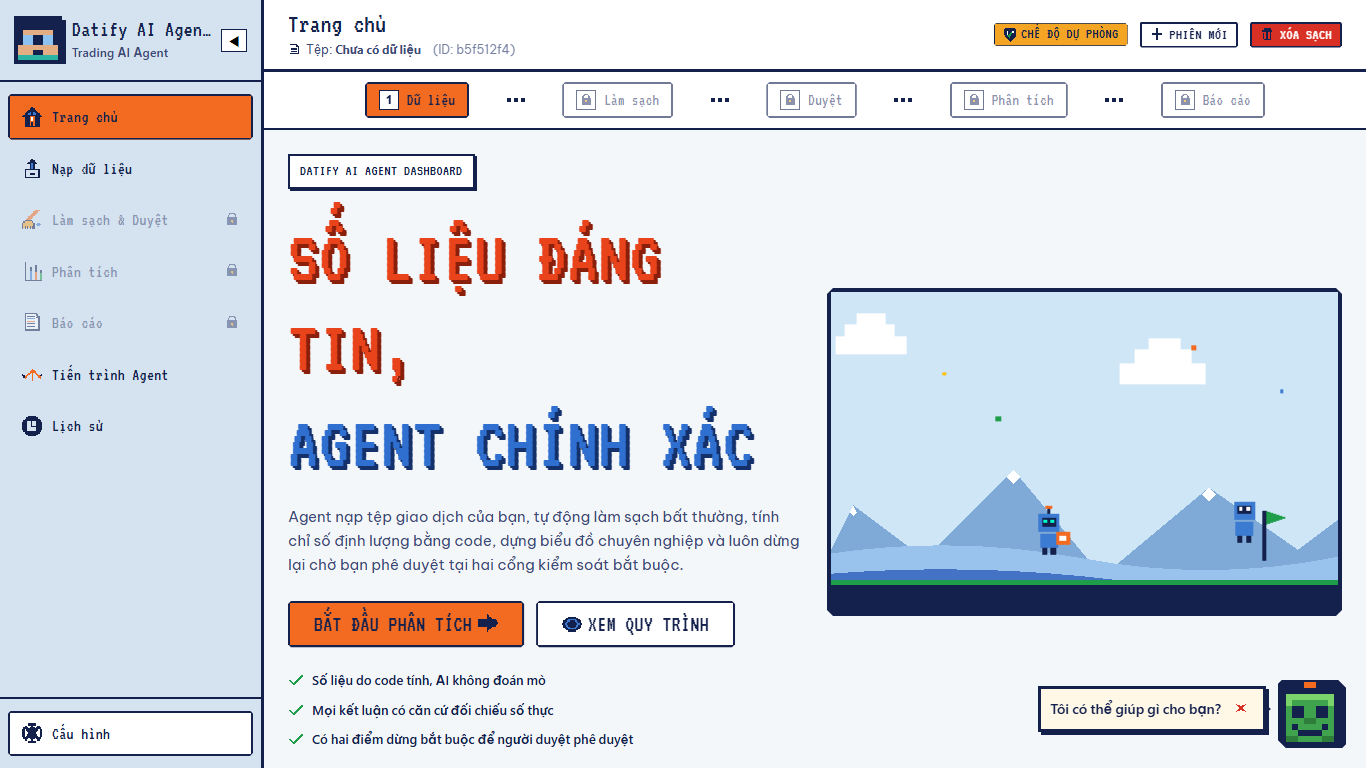 Datify AI Agen...
Trading AI Agent
Trang chủ
Nạp dữ liệu
Làm sạch & Duyệt
Phân tích
Báo cáo
Tiến trình Agent
Lịch sử
Cấu hình
Trang chủ
Tệp: Chưa có dữ liệu (ID: b5f512f4)
CHẾ ĐỘ DỰ PHÒNG
PHIÊN MỚI
XÓA SẠCH
1 Dữ liệu
Làm sạch
Duyệt
Phân tích
Báo cáo
DATIFY AI AGENT DASHBOARD
SỐ LIỆU ĐÁNG
TIN,
AGENT CHÍNH XÁC
Agent nạp tệp giao dịch của bạn, tự động làm sạch bất thường, tính
chỉ số định lượng bằng code, dựng biểu đồ chuyên nghiệp và luôn dừng
lại chờ bạn phê duyệt tại hai cổng kiểm soát bắt buộc.
BẮT ĐẦU PHÂN TÍCH
XEM QUY TRÌNH
Số liệu do code tính, AI không đoán mò
Mọi kết luận có căn cứ đối chiếu số thực
Có hai điểm dừng bắt buộc để người duyệt phê duyệt
Tôi có thể giúp gì cho bạn?